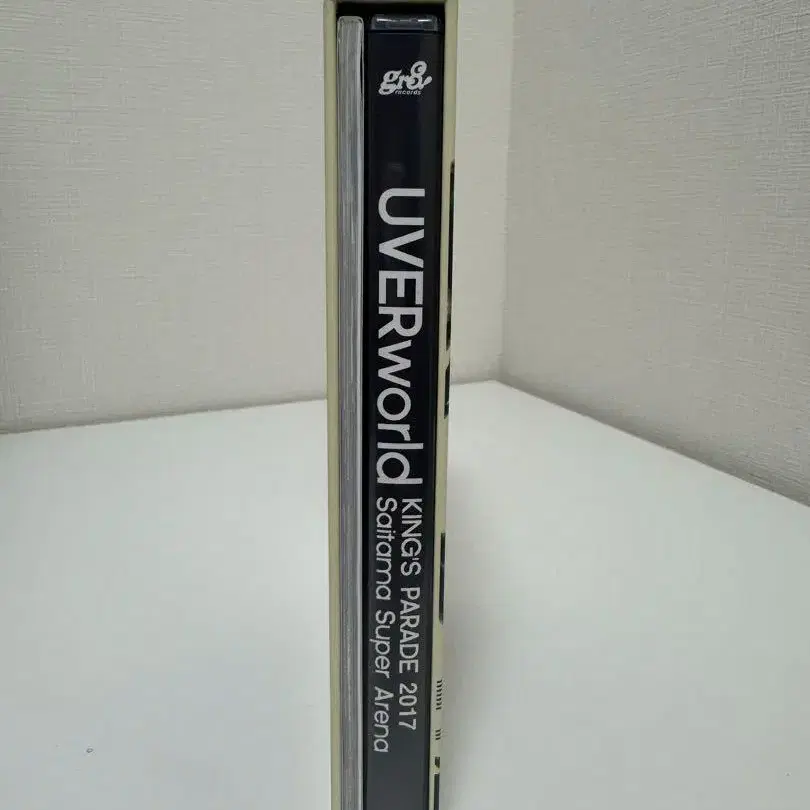 gr8!
records
UVERworld
KING'S PARADE 2017
Saitama Super Arena